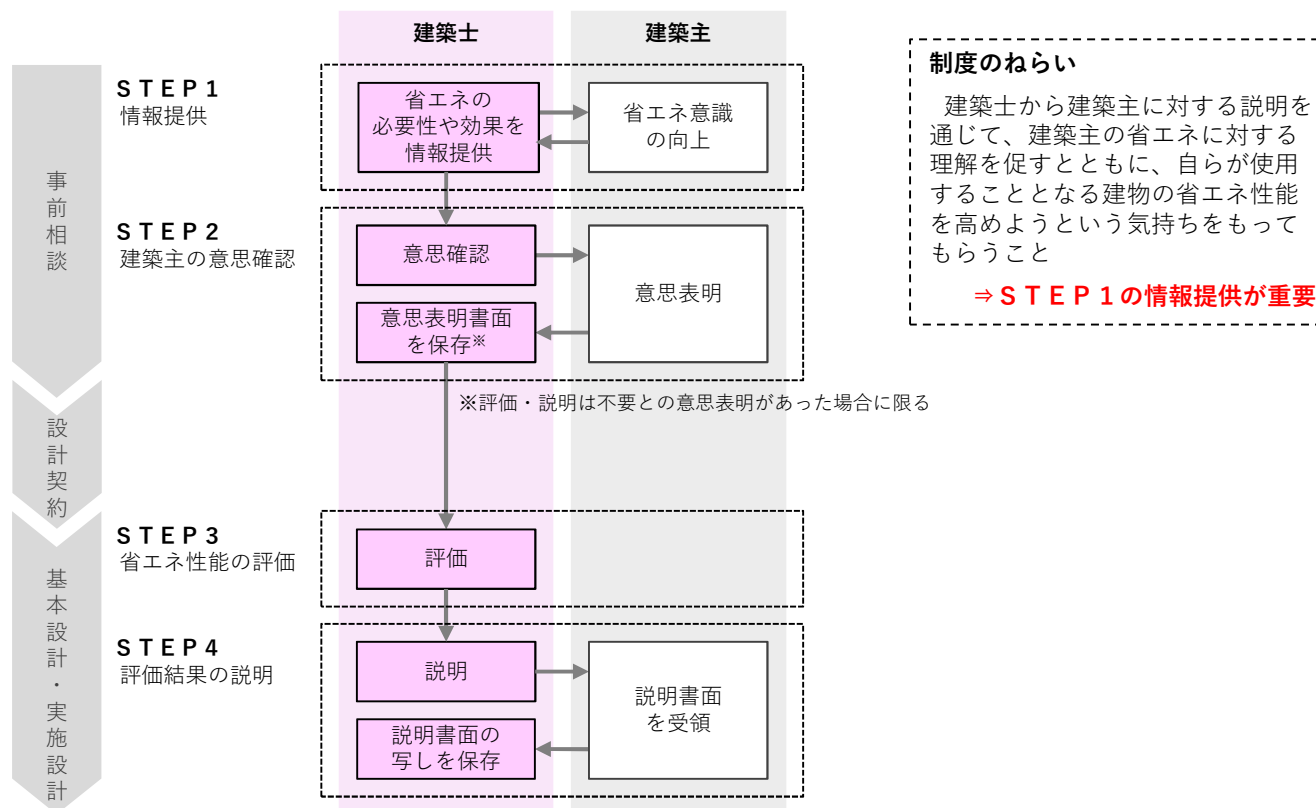 建築士
建築主
事前相談
設計契約
基本設計・実施設計
ＳＴＥＰ１
情報提供
省エネの
必要性や効果を
情報提供
省エネ意識
の向上
ＳＴＥＰ２
建築主の意思確認
意思確認
意思表明書面
を保存※
意思表明
※評価・説明は不要との意思表明があった場合に限る
ＳＴＥＰ３
省エネ性能の評価
評価
ＳＴＥＰ４
評価結果の説明
説明
説明書面の
写しを保存
説明書面
を受領
制度のねらい
建築士から建築主に対する説明を
通じて、建築主の省エネに対する
理解を促すとともに、自らが使用
することとなる建物の省エネ性能
を高めようという気持ちをもって
もらうこと
⇒ＳＴＥＰ１の情報提供が重要